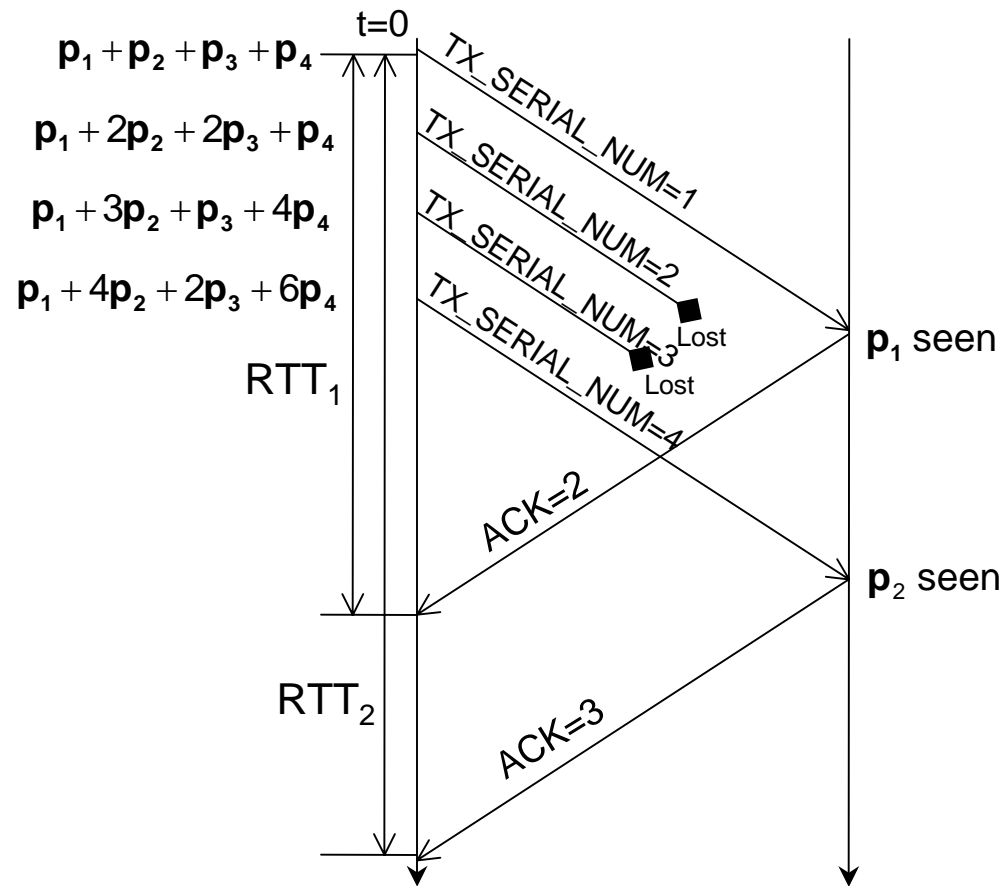 t=0
p₁ + p₂ + p₃ + p₄
TX_SERIAL_NUM=1
p₁ + 2p₂ + 2p₃ + p₄
TX_SERIAL_NUM=2
p₁ + 3p₂ + p₃ + 4p₄
TX_SERIAL_NUM=3
p₁ + 4p₂ + 2p₃ + 6p₄
TX_SERIAL_NUM=4
Lost
p₁ seen
Lost
RTT₁
ACK=2
p₂ seen
RTT₂
ACK=3